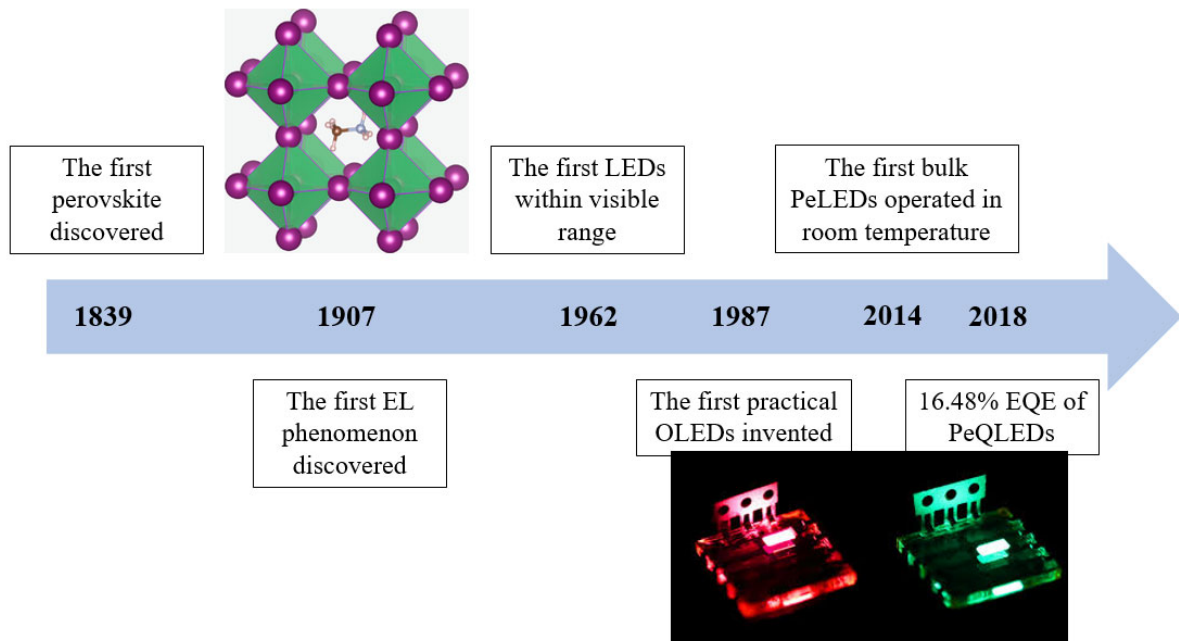 The first
perovskite
discovered
The first LEDs
within visible
range
The first bulk
PeLEDs operated in
room temperature
1839
1907
1962
1987
2014
2018
The first EL
phenomenon
discovered
The first practical
OLEDs invented
16.48% EQE of
PeQLEDs